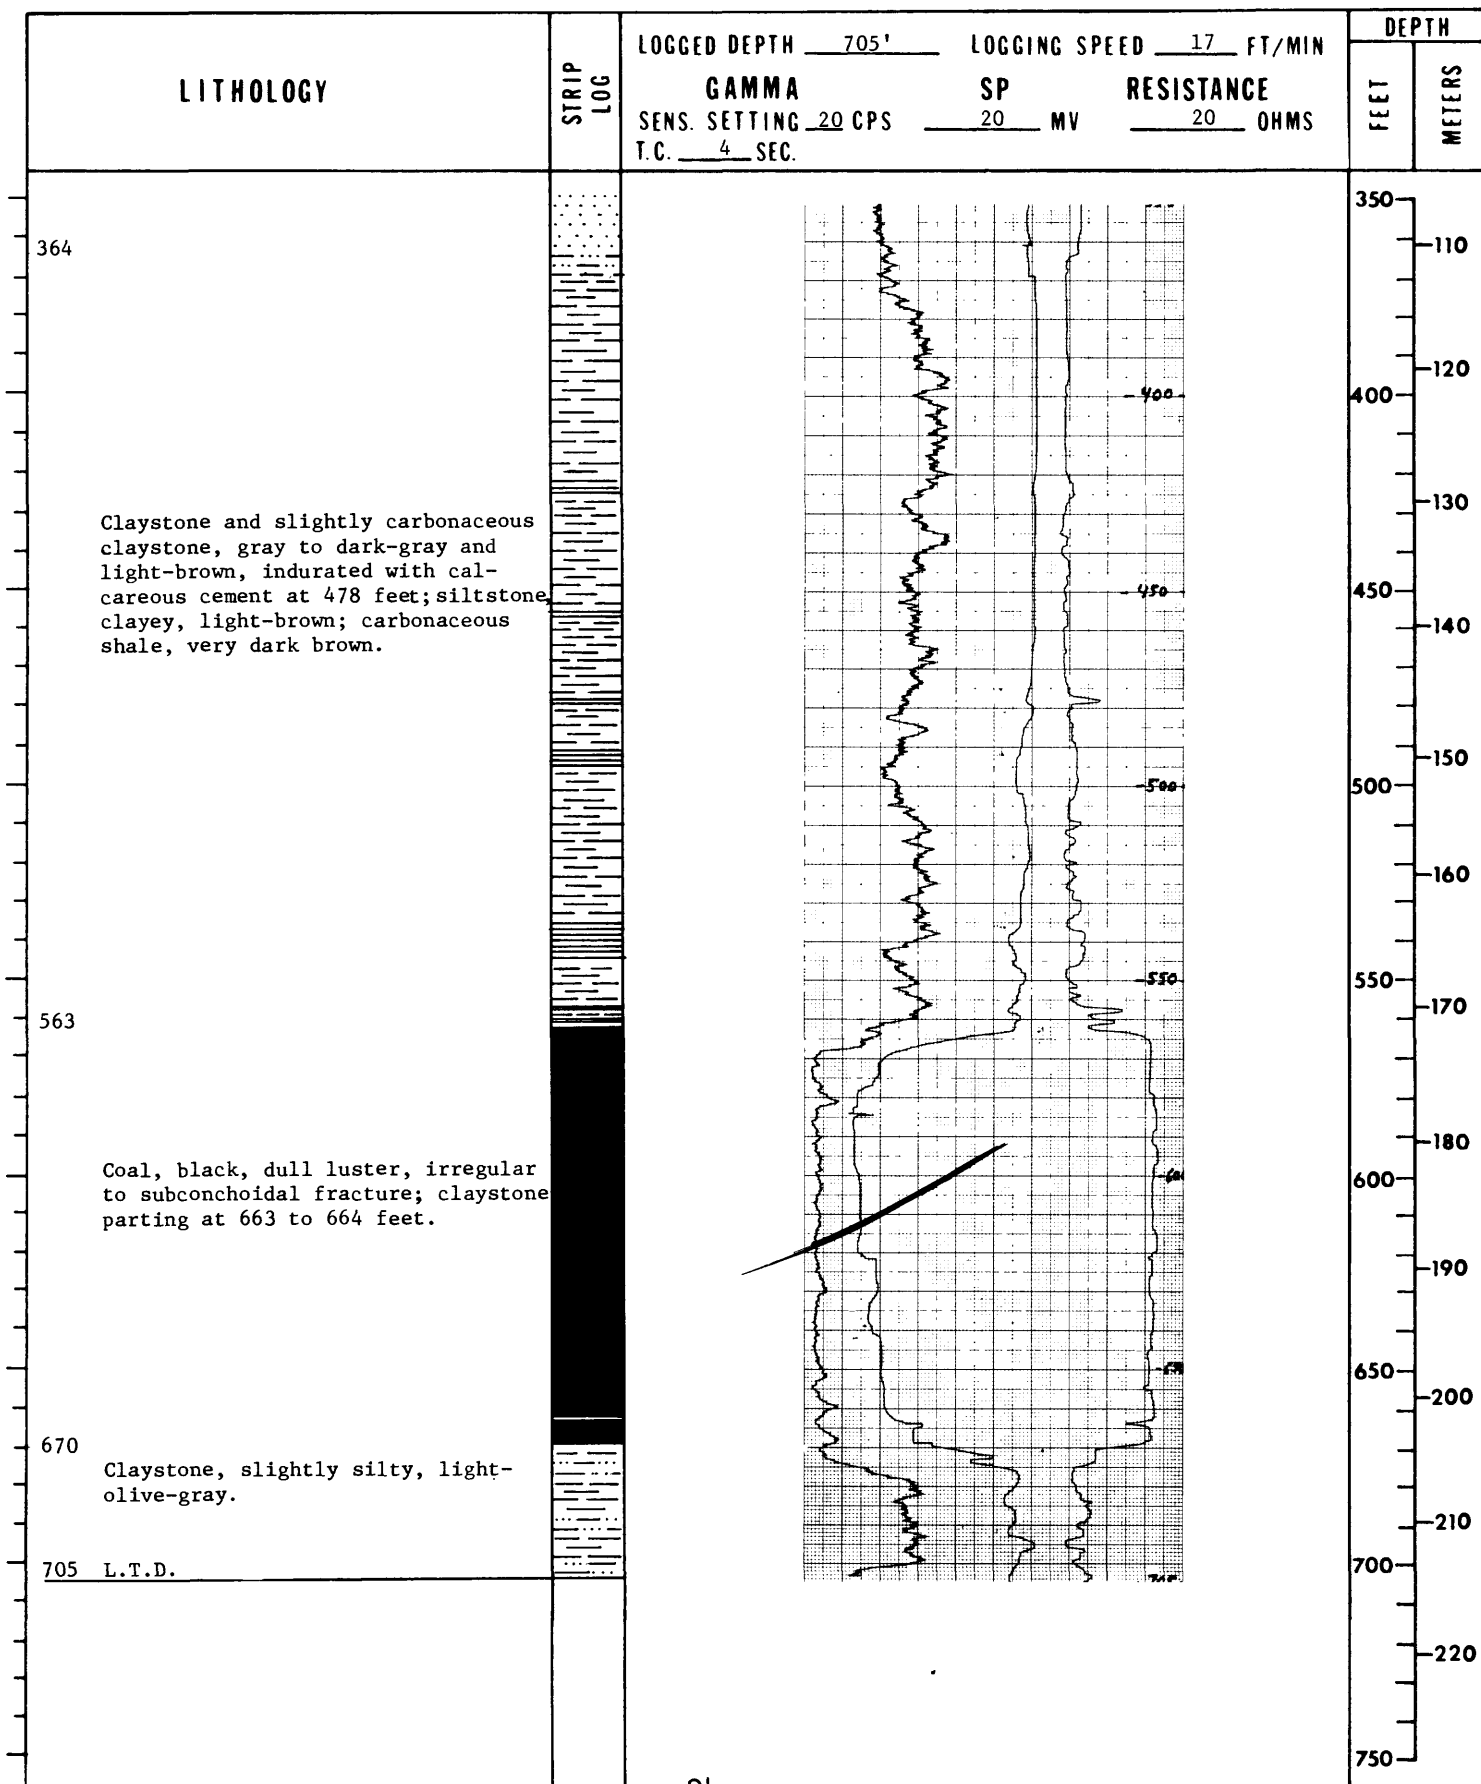 LITHOLOGY
STRIP LOG
LOGGED DEPTH 705' LOGGING SPEED 17 FT/MIN
GAMMA SP RESISTANCE
SENS. SETTING 20 CPS 20 MV 20 OHMS
T.C. 4 SEC.
DEPTH
FEET
METERS
364
Claystone and slightly carbonaceous
claystone, gray to dark-gray and
light-brown, indurated with cal-
careous cement at 478 feet; siltstone,
clayey, light-brown; carbonaceous
shale, very dark brown.
563
Coal, black, dull luster, irregular
to subconchoidal fracture; claystone
parting at 663 to 664 feet.
670
Claystone, slightly silty, light-
olive-gray.
705 L.T.D.
-400-
-450-
-500-
-550-
350
400
450
500
550
600
650
700
750
110
120
130
140
150
160
170
180
190
200
210
220